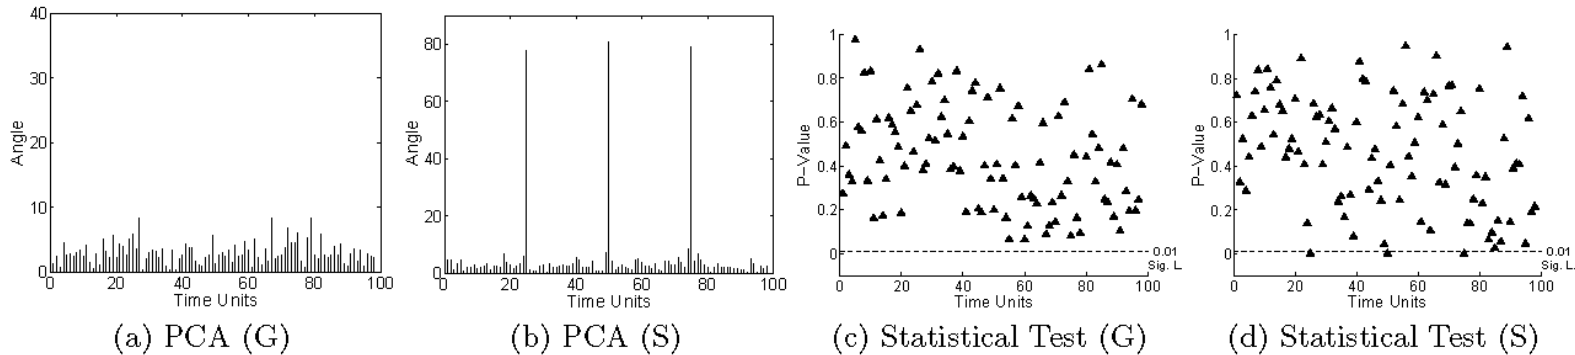 40
30
20
10
0
Angle
0 20 40 60 80 100
Time Units
(a) PCA (G)
80
60
40
20
0
Angle
0 20 40 60 80 100
Time Units
(b) PCA (S)
1
0.8
0.6
0.4
0.2
0
P-Value
0.01
Sig. L.
0 20 40 60 80 100
Time Units
(c) Statistical Test (G)
1
0.8
0.6
0.4
0.2
0
P-Value
0.01
Sig. L.
0 20 40 60 80 100
Time Units
(d) Statistical Test (S)